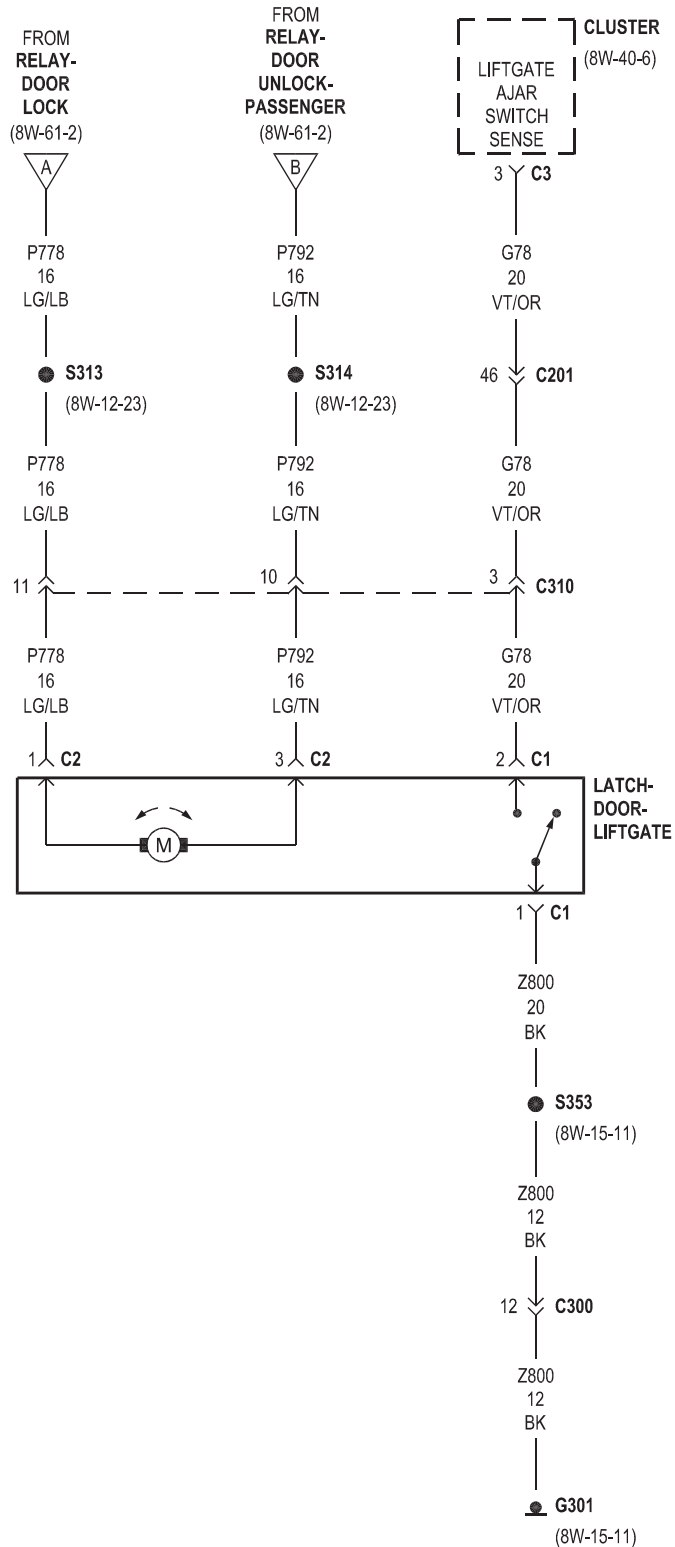 FROM
RELAY-
DOOR
LOCK
(8W-61-2)
A
FROM
RELAY-
DOOR
UNLOCK-
PASSENGER
(8W-61-2)
B
LIFTGATE
AJAR
SWITCH
SENSE
CLUSTER
(8W-40-6)
3 C3
P778
16
LG/LB
P792
16
LG/TN
G78
20
VT/OR
S313
(8W-12-23)
S314
(8W-12-23)
46 C201
P778
16
LG/LB
P792
16
LG/TN
G78
20
VT/OR
11
10
3 C310
P778
16
LG/LB
P792
16
LG/TN
G78
20
VT/OR
1 C2
3 C2
2 C1
M
LATCH-
DOOR-
LIFTGATE
1 C1
Z800
20
BK
S353
(8W-15-11)
Z800
12
BK
12 C300
Z800
12
BK
G301
(8W-15-11)